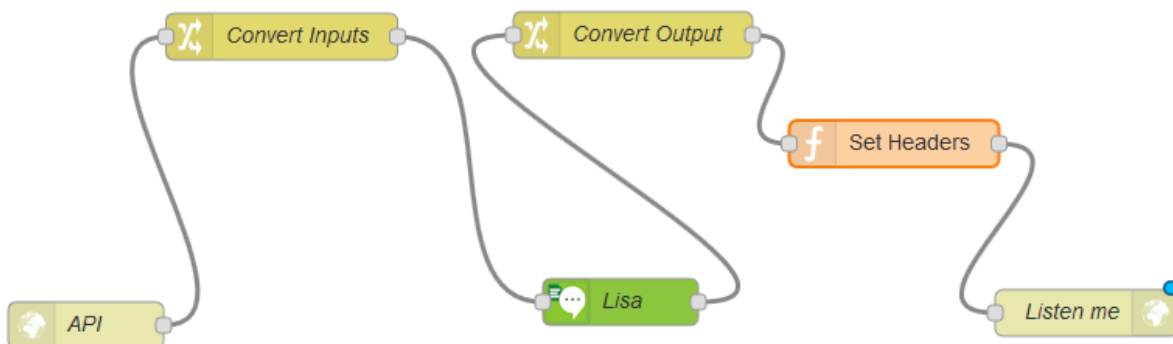 Convert Inputs
Convert Output
Set Headers
Lisa
API
Listen me